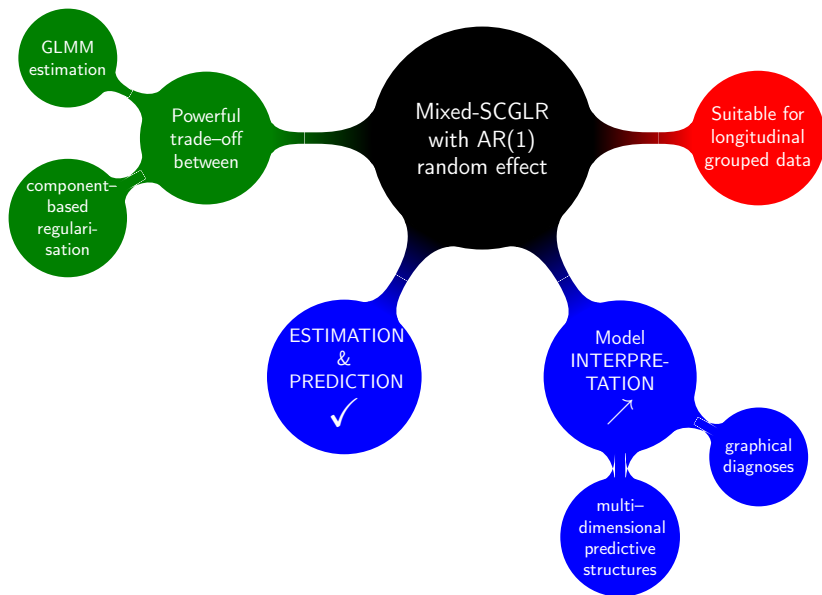 GLMM
estimation
Powerful
trade–off
between
component–
based
regulari-
sation
Mixed-SCGLR
with AR(1)
random effect
Suitable for
longitudinal
grouped data
ESTIMATION
&
PREDICTION
✓
Model
INTERPRE-
TATION
↗
graphical
diagnoses
multi–
dimensional
predictive
structures